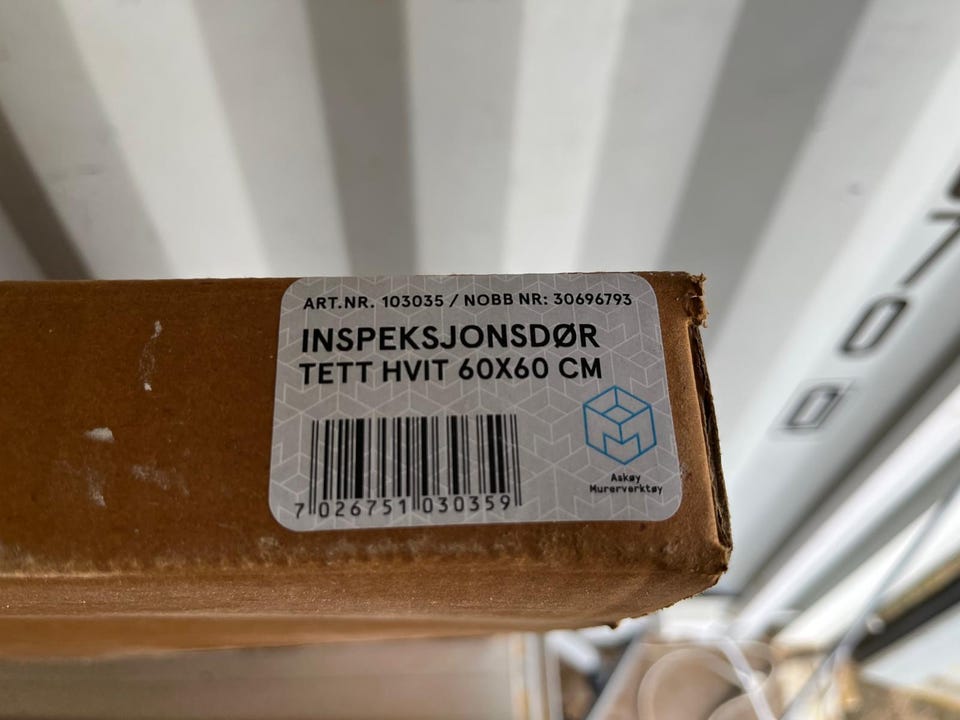 ART.NR. 103035 / NOBB NR: 30696793
INSPEKSJONSDØR
TETT HVIT 60X60 CM
7 026751 030359
Askøy
Murerverktøy